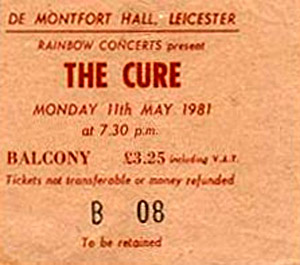 DE MONTFORT HALL, LEICESTER
RAINBOW CONCERTS present
THE CURE
MONDAY 11th MAY 1981
at 7.30 p.m.
BALCONY £3.25 including V.A.T.
Tickets not transferable or money refunded
B 08
To be retained